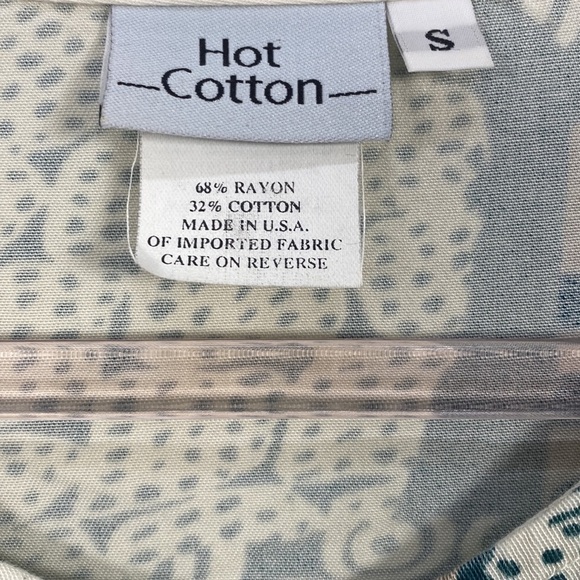 Hot
Cotton
S
68% RAYON
32% COTTON
MADE IN U.S.A.
OF IMPORTED FABRIC
CARE ON REVERSE